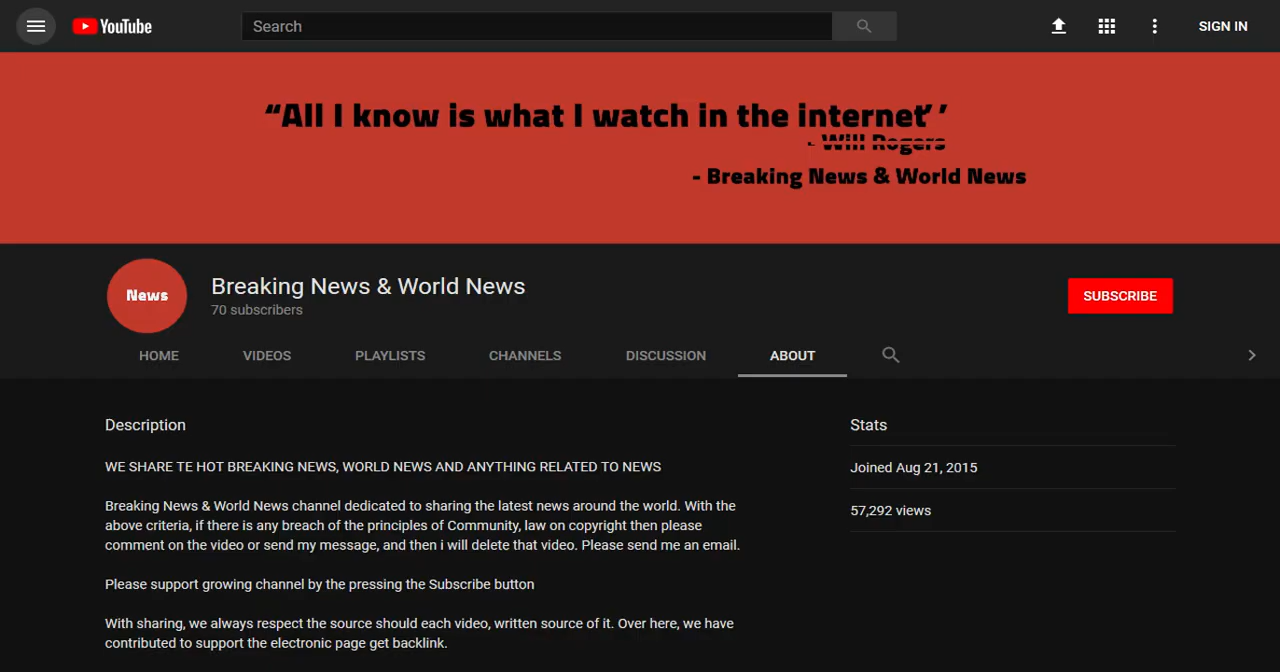 YouTube
Search
SIGN IN
“All I know is what I watch in the internet’’
- Will Rogers
- Breaking News & World News
News
Breaking News & World News
70 subscribers
SUBSCRIBE
HOME VIDEOS PLAYLISTS CHANNELS DISCUSSION ABOUT
Description
Stats
WE SHARE TE HOT BREAKING NEWS, WORLD NEWS AND ANYTHING RELATED TO NEWS
Joined Aug 21, 2015
Breaking News & World News channel dedicated to sharing the latest news around the world. With the
57,292 views
above criteria, if there is any breach of the principles of Community, law on copyright then please
comment on the video or send my message, and then i will delete that video. Please send me an email.
Please support growing channel by the pressing the Subscribe button
With sharing, we always respect the source should each video, written source of it. Over here, we have
contributed to support the electronic page get backlink.